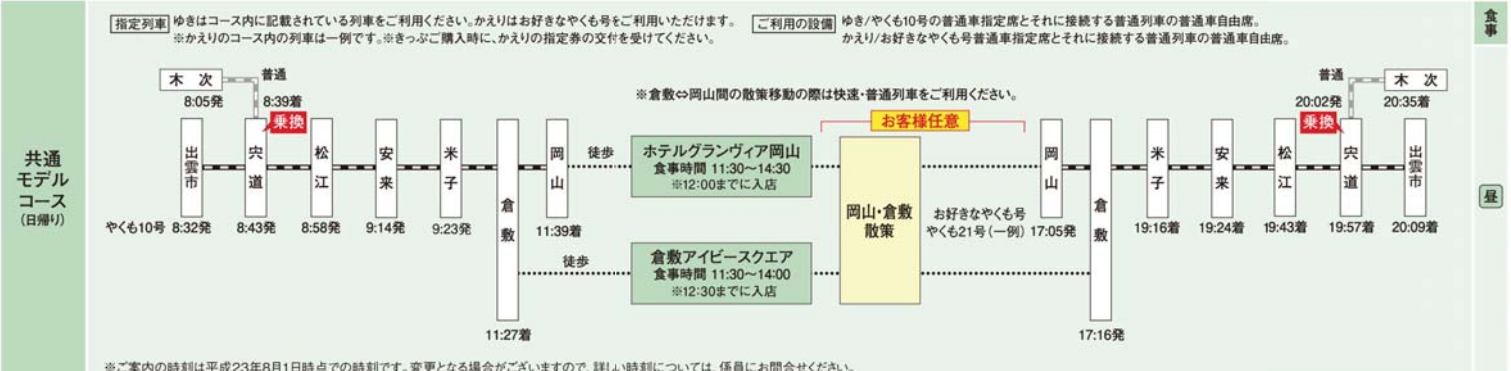 共通
モデル
コース
(日帰り)
指定列車 ゆきはコース内に記載されている列車をご利用ください。かえりはお好きなやくも号をご利用いただけます。
※かえりのコース内の列車は一例です。※きっぷご購入時に、かえりの指定券の交付を受けてください。
ご利用の設備 ゆき/やくも10号の普通車指定席とそれに接続する普通列車の普通車自由席。
かえり/お好きなやくも号普通車指定席とそれに接続する普通列車の普通車自由席。
食事
昼
木次
8:05発
普通
8:39着
乗換
やくも10号
出雲市
8:32発
宍道
8:43発
松江
8:58発
安来
9:14発
米子
9:23発
倉敷
11:27着
岡山
11:39着
※倉敷⇔岡山間の散策移動の際は快速・普通列車をご利用ください。
徒歩
ホテルグランヴィア岡山
食事時間 11:30〜14:30
※12:00までに入店
徒歩
倉敷アイビースクエア
食事時間 11:30〜14:00
※12:30までに入店
お客様任意
岡山・倉敷
散策
お好きなやくも号
やくも21号(一例)
岡山
17:05発
倉敷
17:16発
米子
19:16着
安来
19:24着
松江
19:43着
宍道
19:57着
出雲市
20:09着
乗換
20:02発
普通
木次
20:35着
※ご案内の時刻は平成23年8月1日時点での時刻です。変更となる場合がございますので、詳しい時刻については、係員にお問合せください。